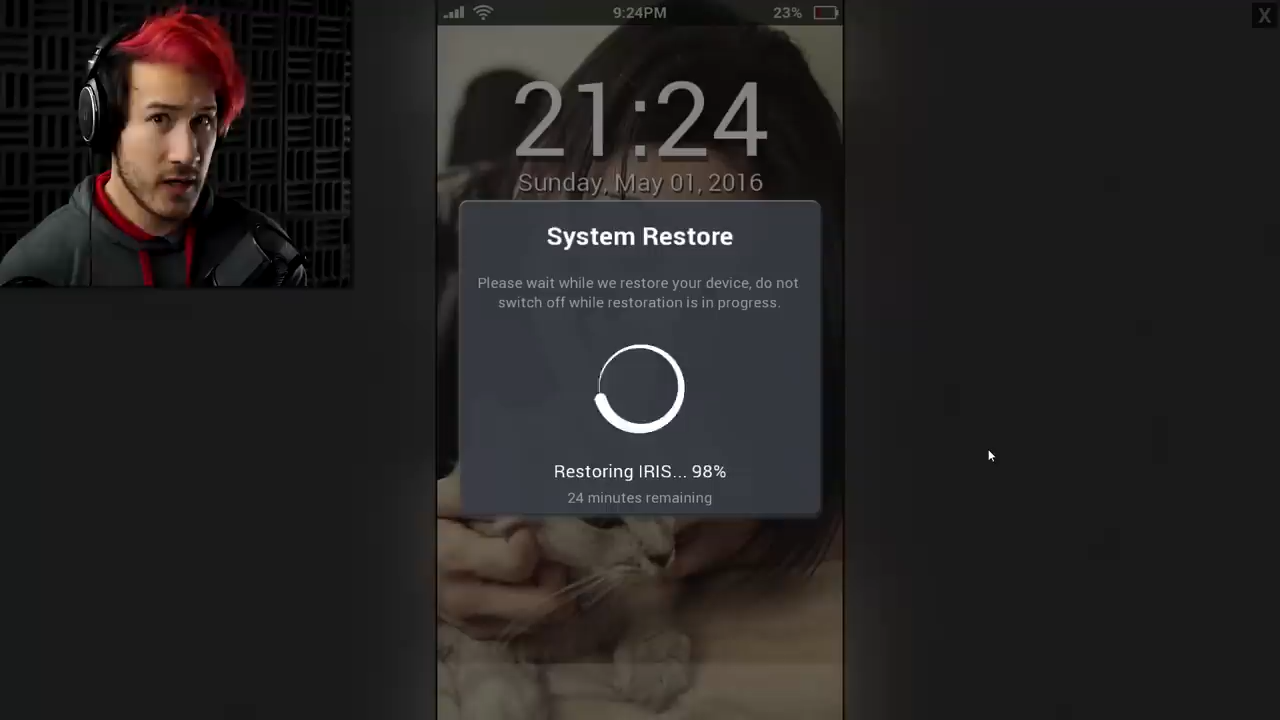 9:24PM
23%
X
21:24
Sunday, May 01, 2016
System Restore
Please wait while we restore your device, do not
switch off while restoration is in progress.
Restoring IRIS... 98%
24 minutes remaining